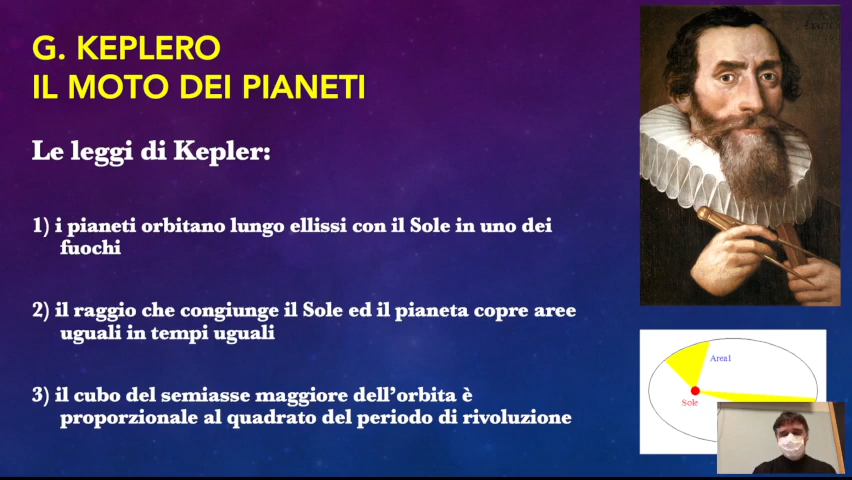 G. KEPLERO
IL MOTO DEI PIANETI
Le leggi di Kepler:
1) i pianeti orbitano lungo ellissi con il Sole in uno dei
fuochi
2) il raggio che congiunge il Sole ed il pianeta copre aree
uguali in tempi uguali
3) il cubo del semiasse maggiore dell'orbita è
proporzionale al quadrato del periodo di rivoluzione
Area1
Sole